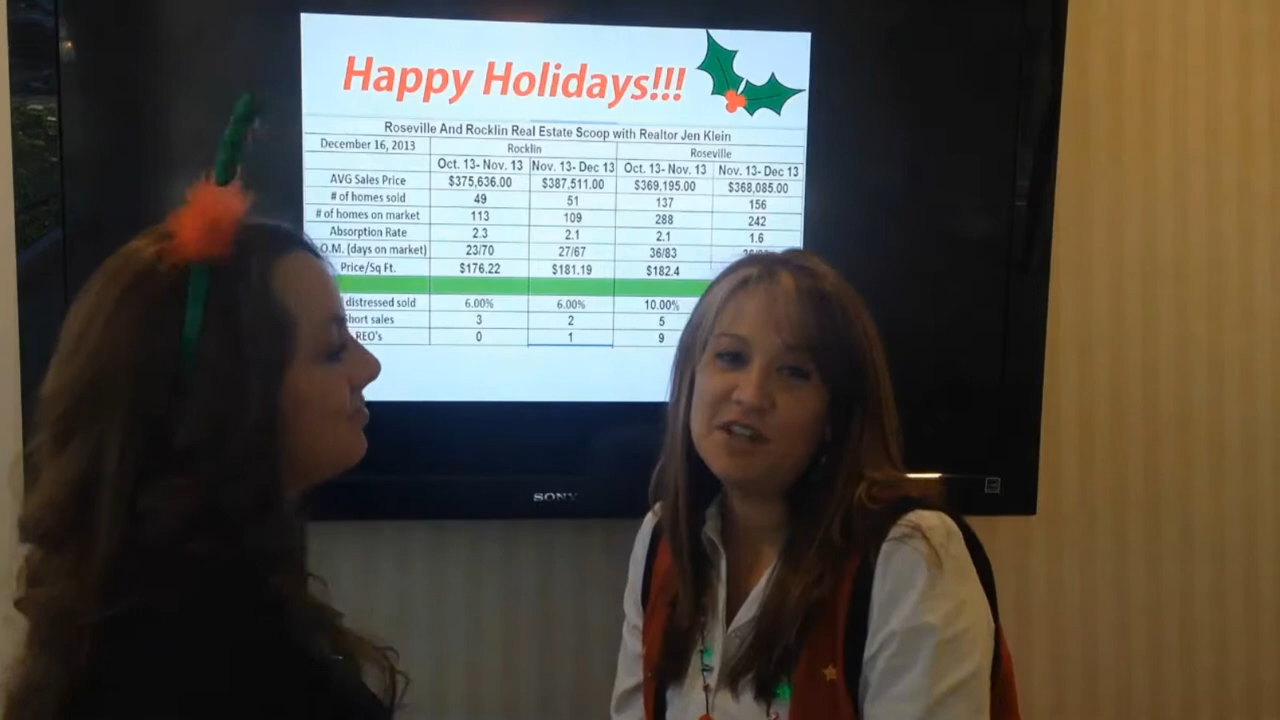 Happy Holidays!!!
Roseville And Rocklin Real Estate Scoop with Realtor Jen Klein
December 16, 2013 Rocklin Roseville
Oct. 13- Nov. 13 Nov. 13- Dec 13 Oct. 13- Nov. 13 Nov. 13- Dec 13
AVG Sales Price $375,636.00 $387,511.00 $369,195.00 $368,085.00
# of homes sold 49 51 137 156
# of homes on market 113 109 288 242
Absorption Rate 2.3 2.1 2.1 1.6
O.M. (days on market) 23/70 27/67 36/83
Price/Sq Ft. $176.22 $181.19 $182.4
distressed sold 6.00% 6.00% 10.00%
Short sales 3 2 5
REO's 0 1 9
SONY